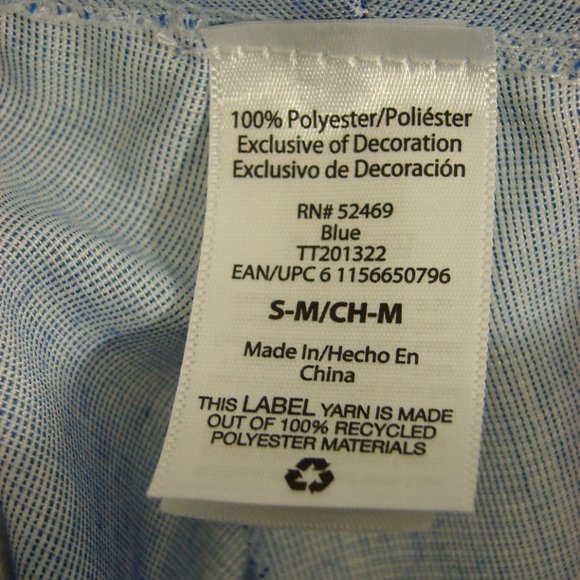 100% Polyester/Poliéster
Exclusive of Decoration
Exclusivo de Decoración
RN# 52469
Blue
TT201322
EAN/UPC 6 1156650796
S-M/CH-M
Made In/Hecho En
China
THIS LABEL YARN IS MADE
OUT OF 100% RECYCLED
POLYESTER MATERIALS